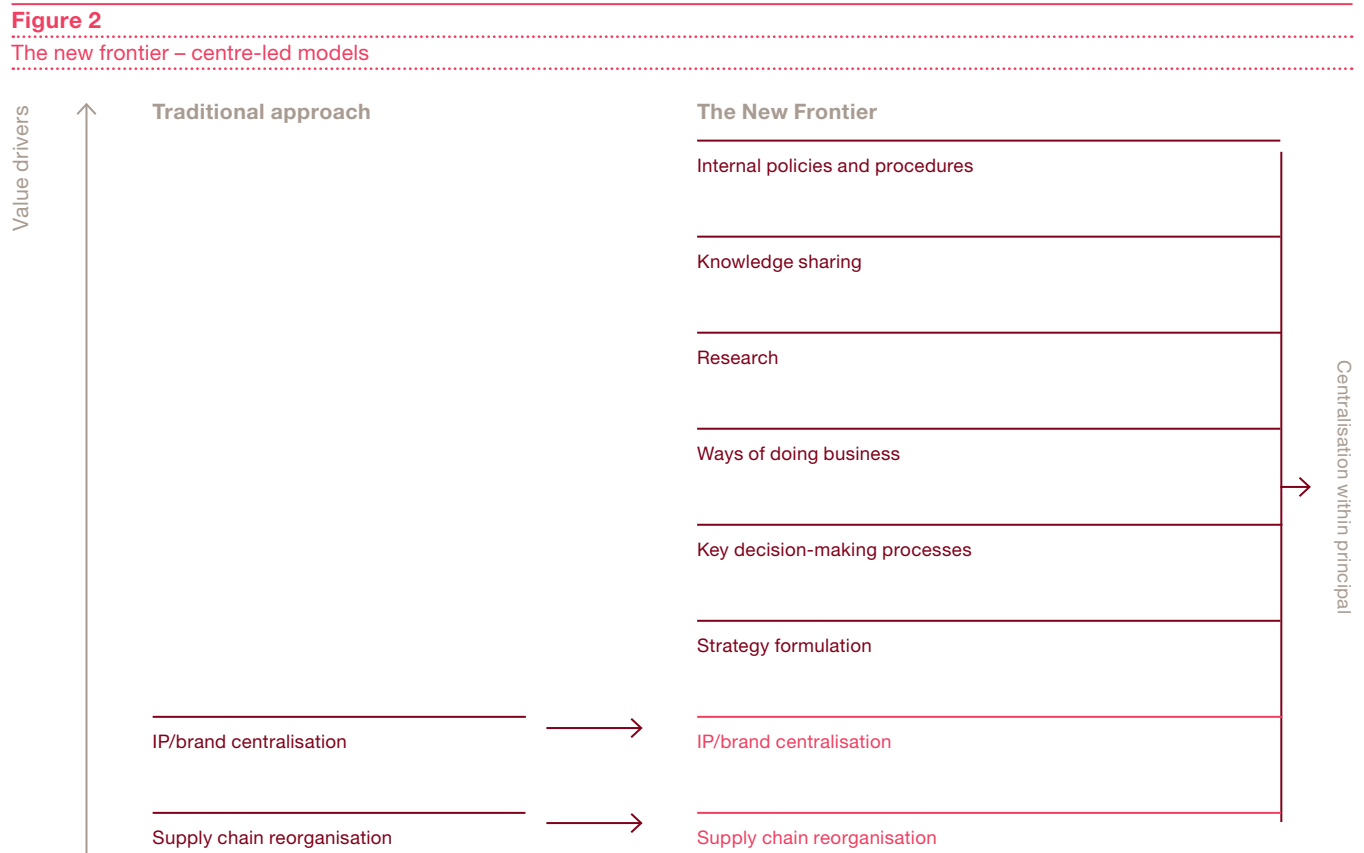 Figure 2
The new frontier – centre-led models
Value drivers
Traditional approach
The New Frontier
Internal policies and procedures
Knowledge sharing
Research
Ways of doing business
Key decision-making processes
Strategy formulation
IP/brand centralisation
IP/brand centralisation
Supply chain reorganisation
Supply chain reorganisation
Centralisation within principal